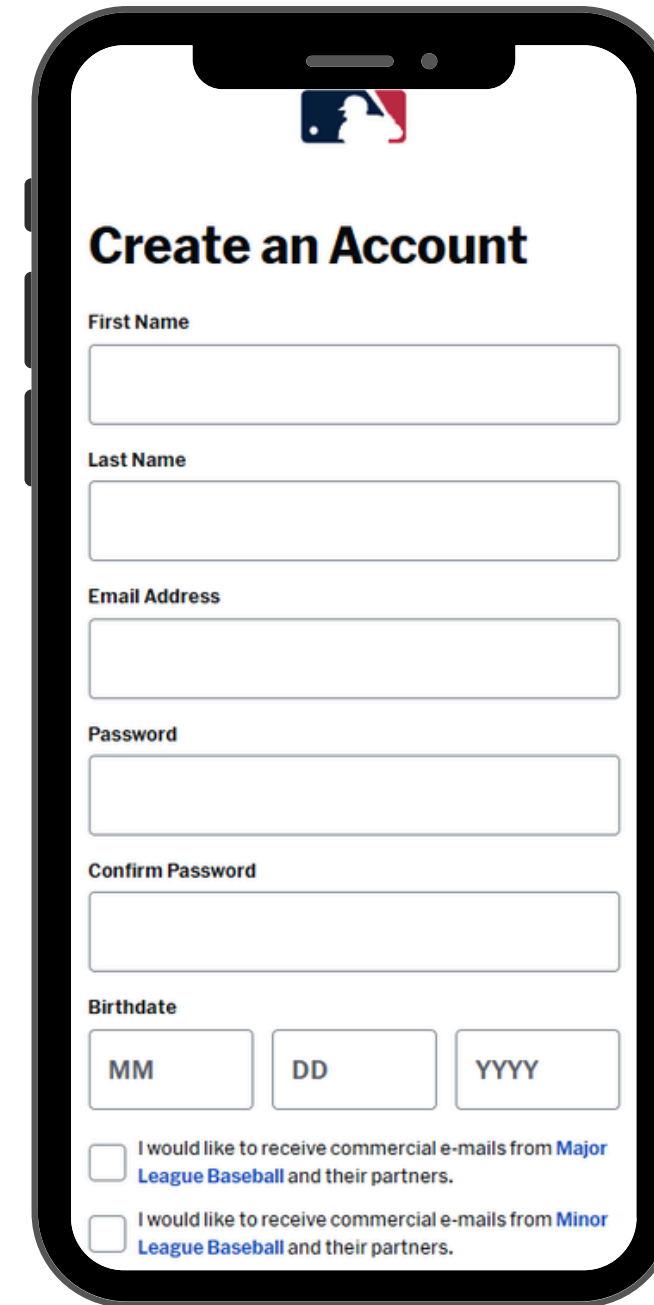 Create an Account
First Name
Last Name
Email Address
Password
Confirm Password
Birthdate
MM DD YYYY
I would like to receive commercial e-mails from Major
League Baseball and their partners.
I would like to receive commercial e-mails from Minor
League Baseball and their partners.